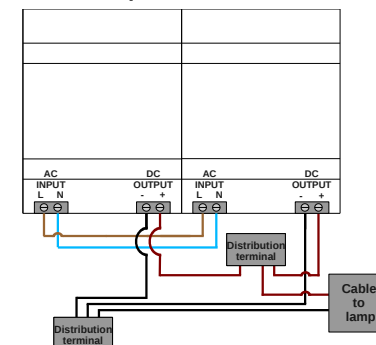 AC
INPUT
L N
DC
OUTPUT
- +
AC
INPUT
L N
DC
OUTPUT
- +
Distribution
terminal
Cable
to
lamp
Distribution
terminal